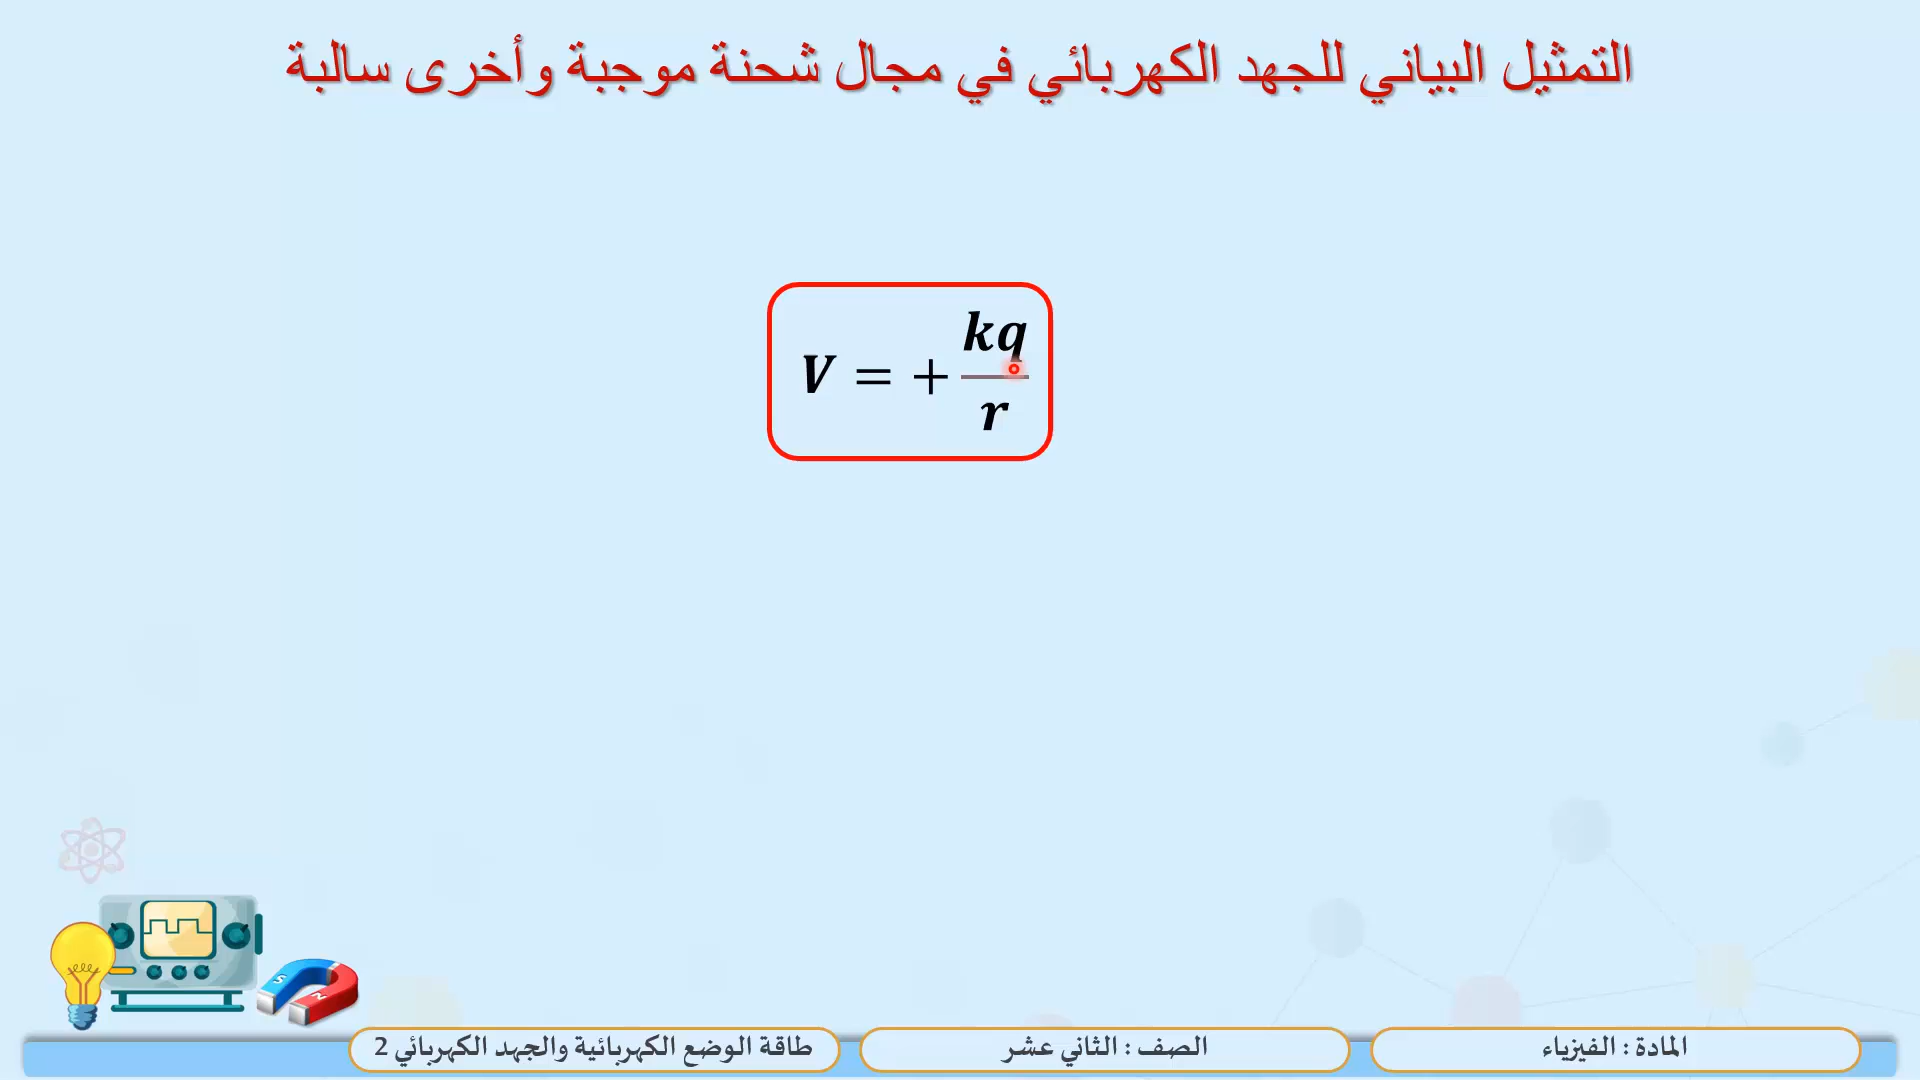 التمثيل البياني للجهد الكهربائي في مجال شحنة موجبة وأخرى سالبة
V = + kq/r
S N
المادة : الفيزياء
الصف : الثاني عشر
طاقة الوضع الكهربائية والجهد الكهربائي 2